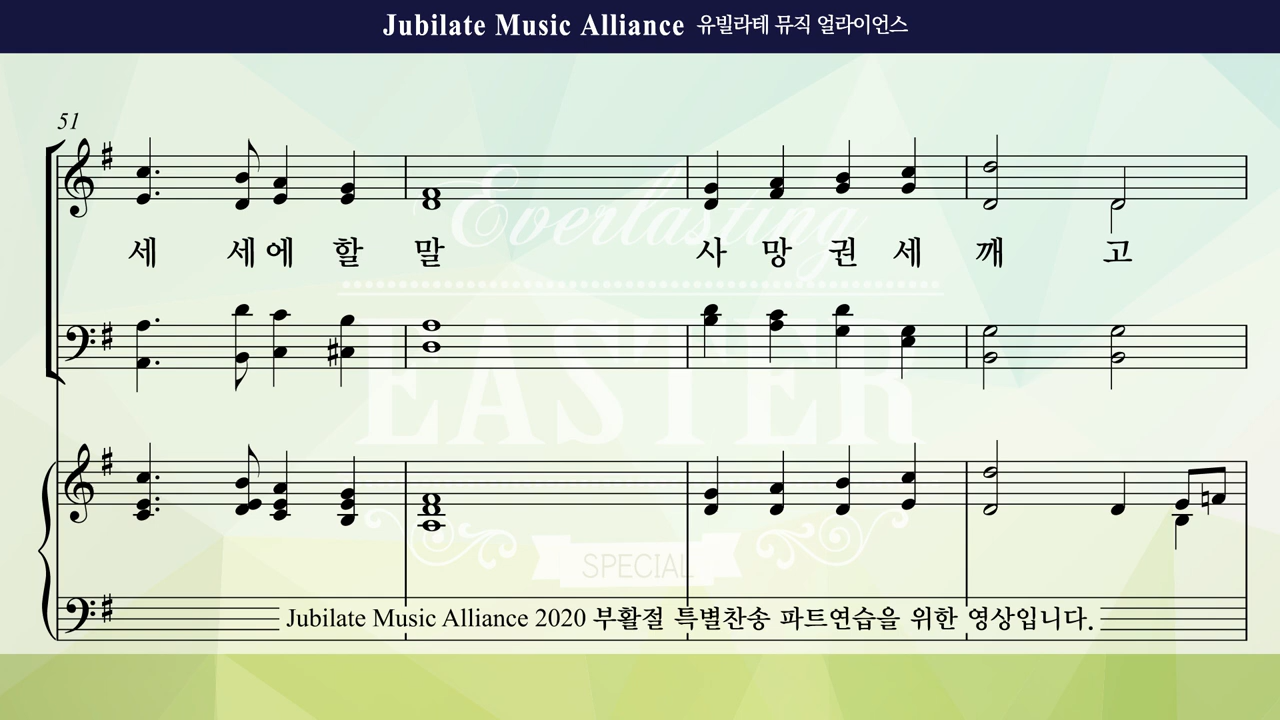 Jubilate Music Alliance 유빌라테 뮤직 얼라이언스
51
Everlasting
세 세에 할 말 사 망 권 세 깨 고
EASTER
SPECIAL
Jubilate Music Alliance 2020 부활절 특별찬송 파트연습을 위한 영상입니다.